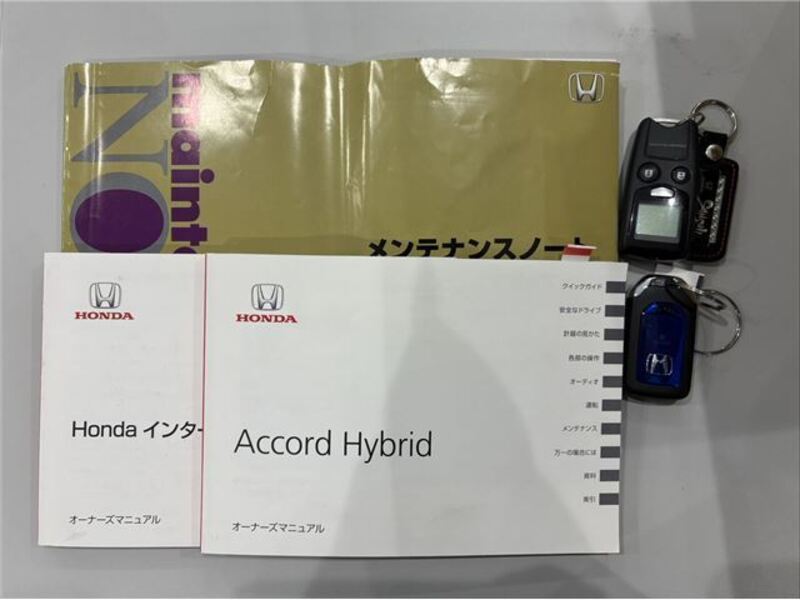 mainte
NO
メンテナンスノート
HONDA
Honda インター
オーナーズマニュアル
HONDA
Accord Hybrid
オーナーズマニュアル
クイックガイド
安全なドライブ
計器の見かた
各部の操作
オーディオ
運転
メンテナンス
万一の場合には
資料
索引